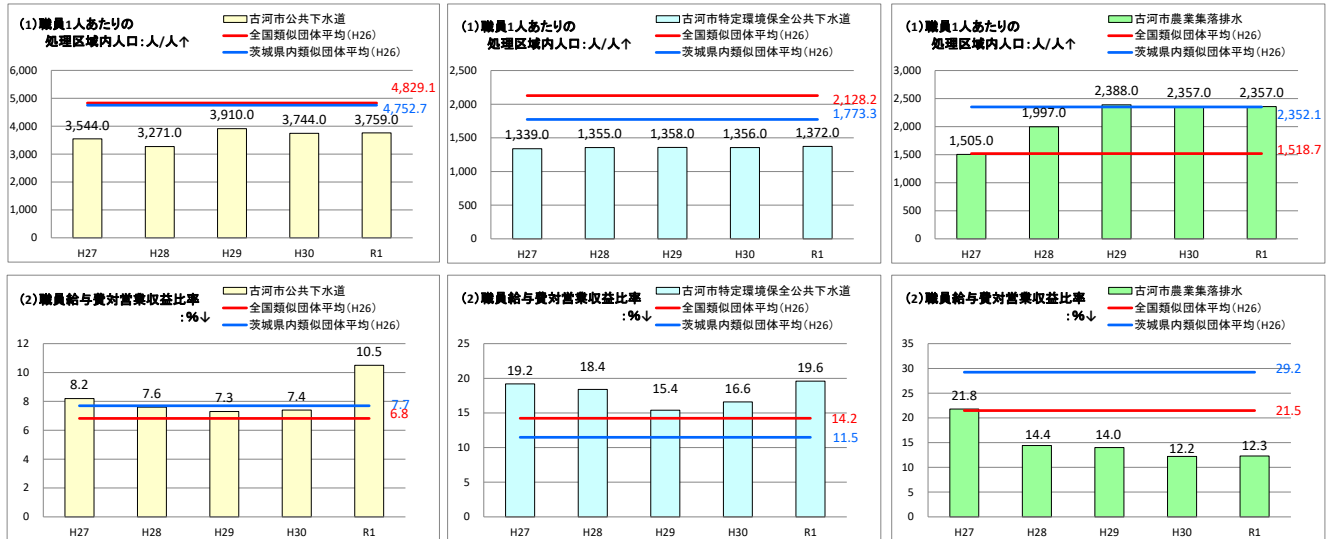 (1)職員1人あたりの
処理区域内人口:人/人↑
古河市公共下水道
全国類似団体平均(H26)
茨城県内類似団体平均(H26)
6,000
5,000
4,000
3,000
2,000
1,000
0
4,829.1
4,752.7
3,544.0
3,271.0
3,910.0
3,744.0
3,759.0
H27
H28
H29
H30
R1
(1)職員1人あたりの
処理区域内人口:人/人↑
古河市特定環境保全公共下水道
全国類似団体平均(H26)
茨城県内類似団体平均(H26)
2,500
2,000
1,500
1,000
500
0
2,128.2
1,773.3
1,339.0
1,355.0
1,358.0
1,356.0
1,372.0
H27
H28
H29
H30
R1
(1)職員1人あたりの
処理区域内人口:人/人↑
古河市農業集落排水
全国類似団体平均(H26)
茨城県内類似団体平均(H26)
3,000
2,500
2,000
1,500
1,000
500
0
1,505.0
1,997.0
2,388.0
2,357.0
2,357.0
2,352.1
1,518.7
H27
H28
H29
H30
R1
(2)職員給与費対営業収益比率
:%↓
古河市公共下水道
全国類似団体平均(H26)
茨城県内類似団体平均(H26)
12
10
8
6
4
2
0
8.2
7.6
7.3
7.4
10.5
7.7
6.8
H27
H28
H29
H30
R1
(2)職員給与費対営業収益比率
:%↓
古河市特定環境保全公共下水道
全国類似団体平均(H26)
茨城県内類似団体平均(H26)
25
20
15
10
5
0
19.2
18.4
15.4
16.6
19.6
14.2
11.5
H27
H28
H29
H30
R1
(2)職員給与費対営業収益比率
:%↓
古河市農業集落排水
全国類似団体平均(H26)
茨城県内類似団体平均(H26)
35
30
25
20
15
10
5
0
29.2
21.5
21.8
14.4
14.0
12.2
12.3
H27
H28
H29
H30
R1